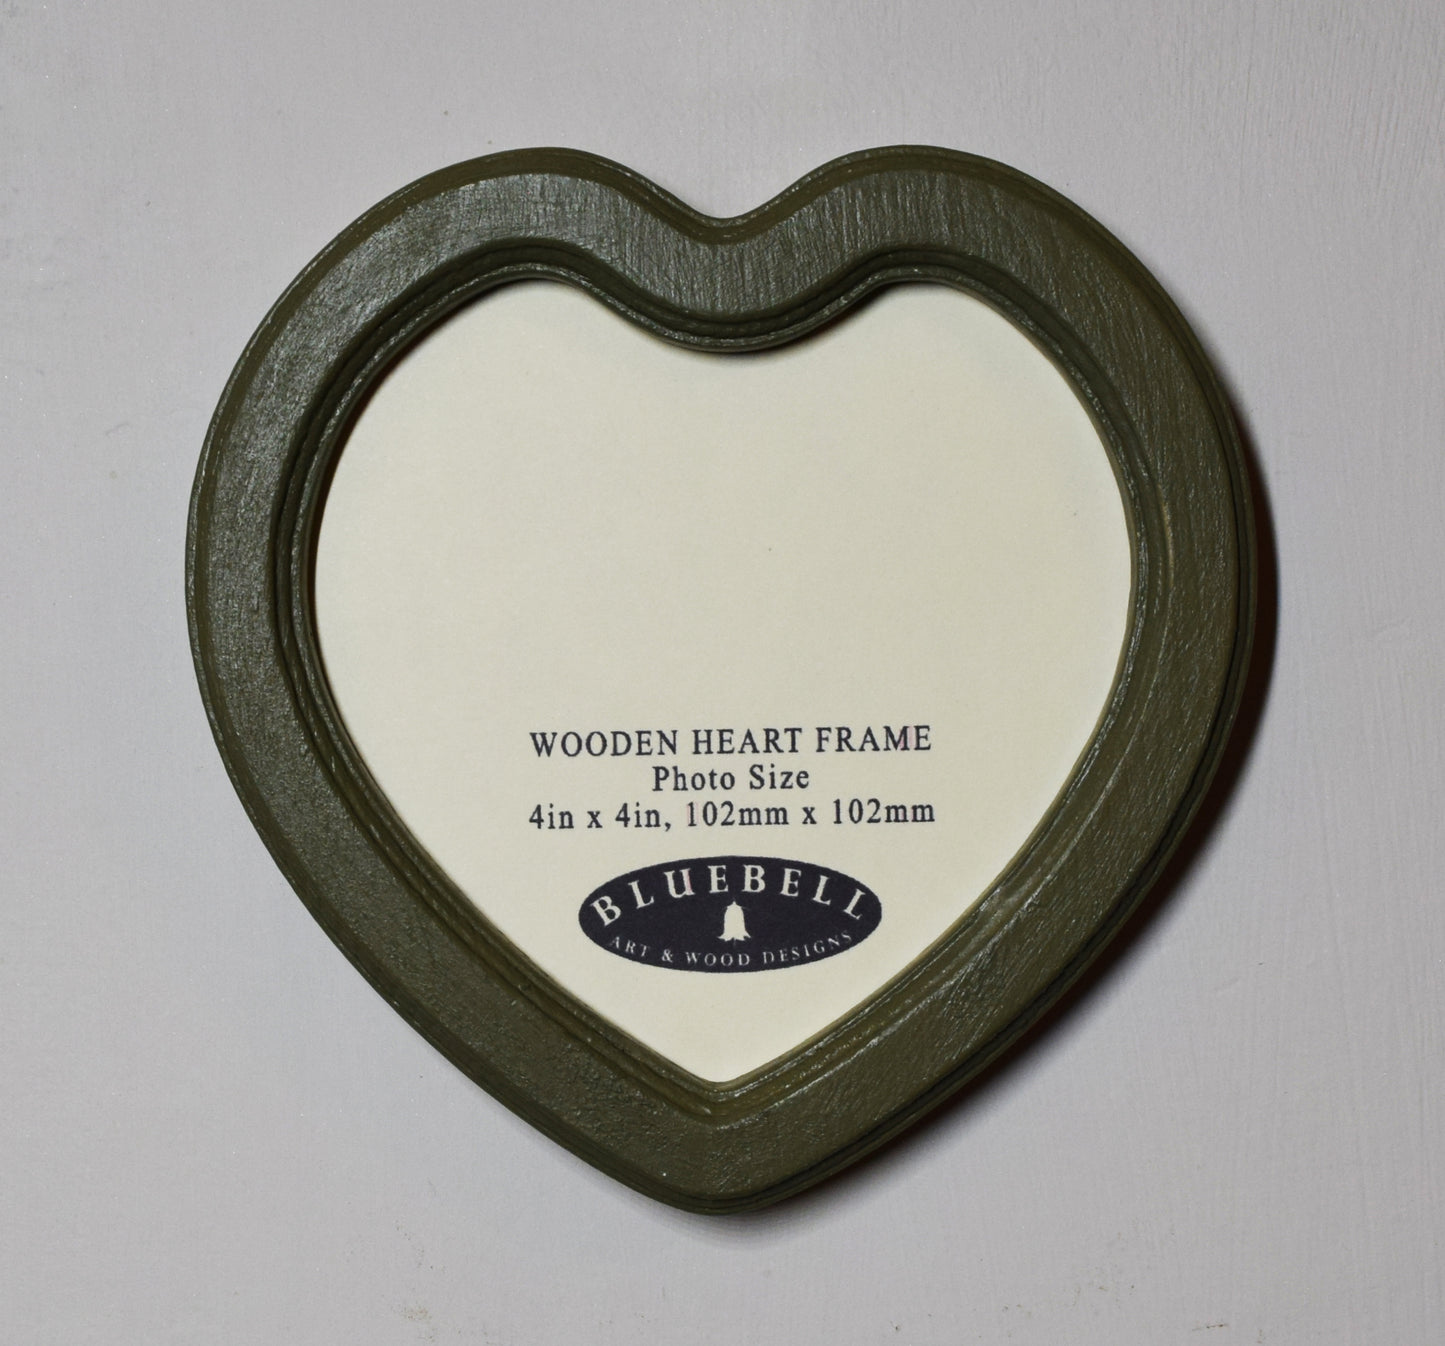 WOODEN HEART FRAME
Photo Size
4in x 4in, 102mm x 102mm
BLUEBELL
ART & WOOD DESIGNS